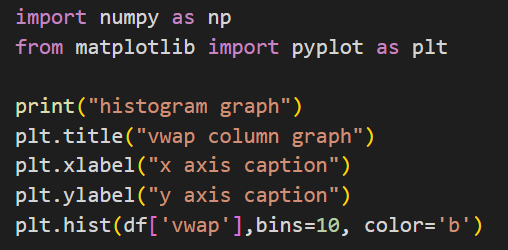 import numpy as np
from matplotlib import pyplot as plt
print("histogram graph")
plt.title("vwap column graph")
plt.xlabel("x axis caption")
plt.ylabel("y axis caption")
plt.hist(df['vwap'],bins=10, color='b')